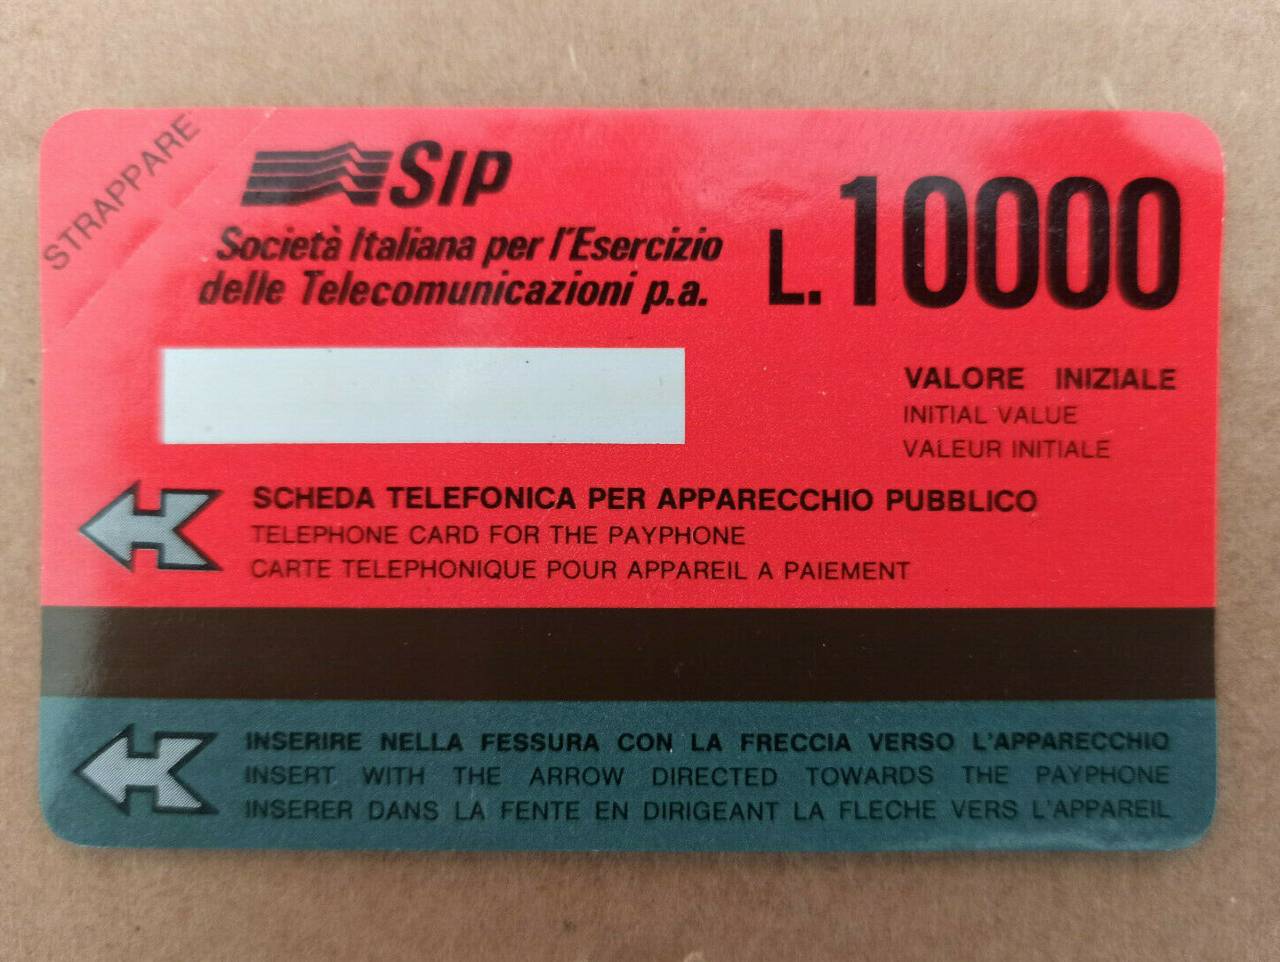 STRAPPARE
SIP
Società Italiana per l'Esercizio
delle Telecomunicazioni p.a.
L. 10000
VALORE INIZIALE
INITIAL VALUE
VALEUR INITIALE
SCHEDA TELEFONICA PER APPARECCHIO PUBBLICO
TELEPHONE CARD FOR THE PAYPHONE
CARTE TELEPHONIQUE POUR APPAREIL A PAIEMENT
INSERIRE NELLA FESSURA CON LA FRECCIA VERSO L'APPARECCHIO
INSERT WITH THE ARROW DIRECTED TOWARDS THE PAYPHONE
INSERER DANS LA FENTE EN DIRIGEANT LA FLECHE VERS L'APPAREIL